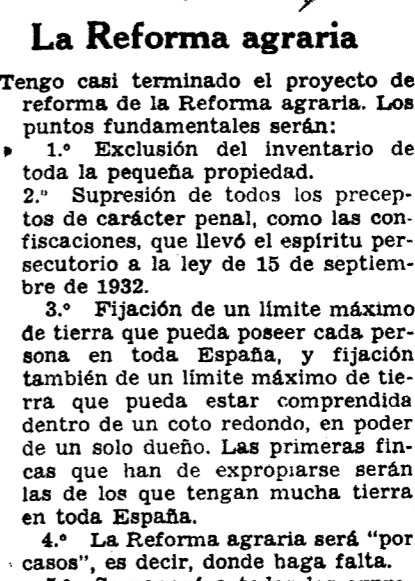 La Reforma agraria
Tengo casi terminado el proyecto de
reforma de la Reforma agraria. Los
puntos fundamentales serán:
1.º Exclusión del inventario de
toda la pequeña propiedad.
2.º Supresión de todos los precep-
tos de carácter penal, como las con-
fiscaciones, que llevó el espíritu per-
secutorio a la ley de 15 de septiem-
bre de 1932.
3.º Fijación de un límite máximo
de tierra que pueda poseer cada per-
sona en toda España, y fijación
también de un límite máximo de tie-
rra que pueda estar comprendida
dentro de un coto redondo, en poder
de un solo dueño. Las primeras fin-
cas que han de expropiarse serán
las de los que tengan mucha tierra
en toda España.
4.º La Reforma agraria será "por
casos", es decir, donde haga falta.